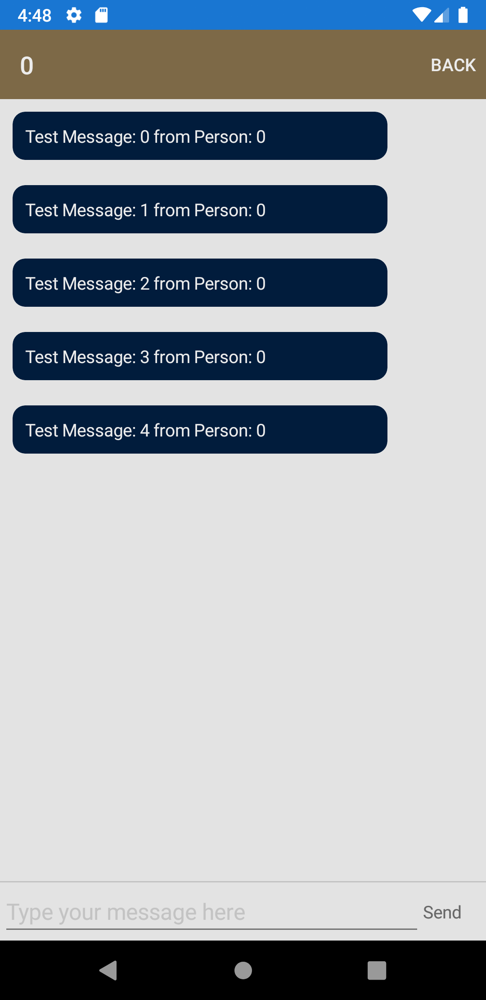 4:48
0
BACK
Test Message: 0 from Person: 0
Test Message: 1 from Person: 0
Test Message: 2 from Person: 0
Test Message: 3 from Person: 0
Test Message: 4 from Person: 0
Type your message here
Send